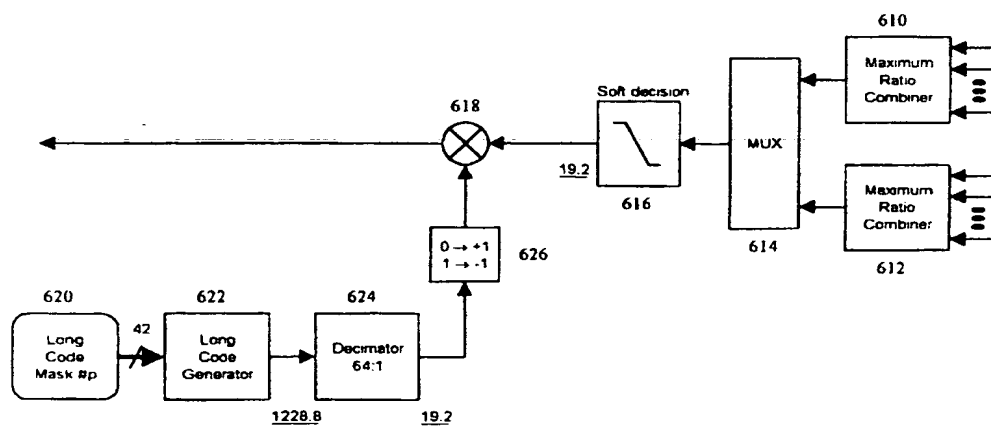 610
Maximum
Ratio
Combiner
Soft decision
618
MUX
19.2
616
Maximum
Ratio
Combiner
614
612
0 → +1
1 → -1
626
620
622
624
42
Long
Code
Mask #p
Long
Code
Generator
Decimator
64:1
1228.8
19.2